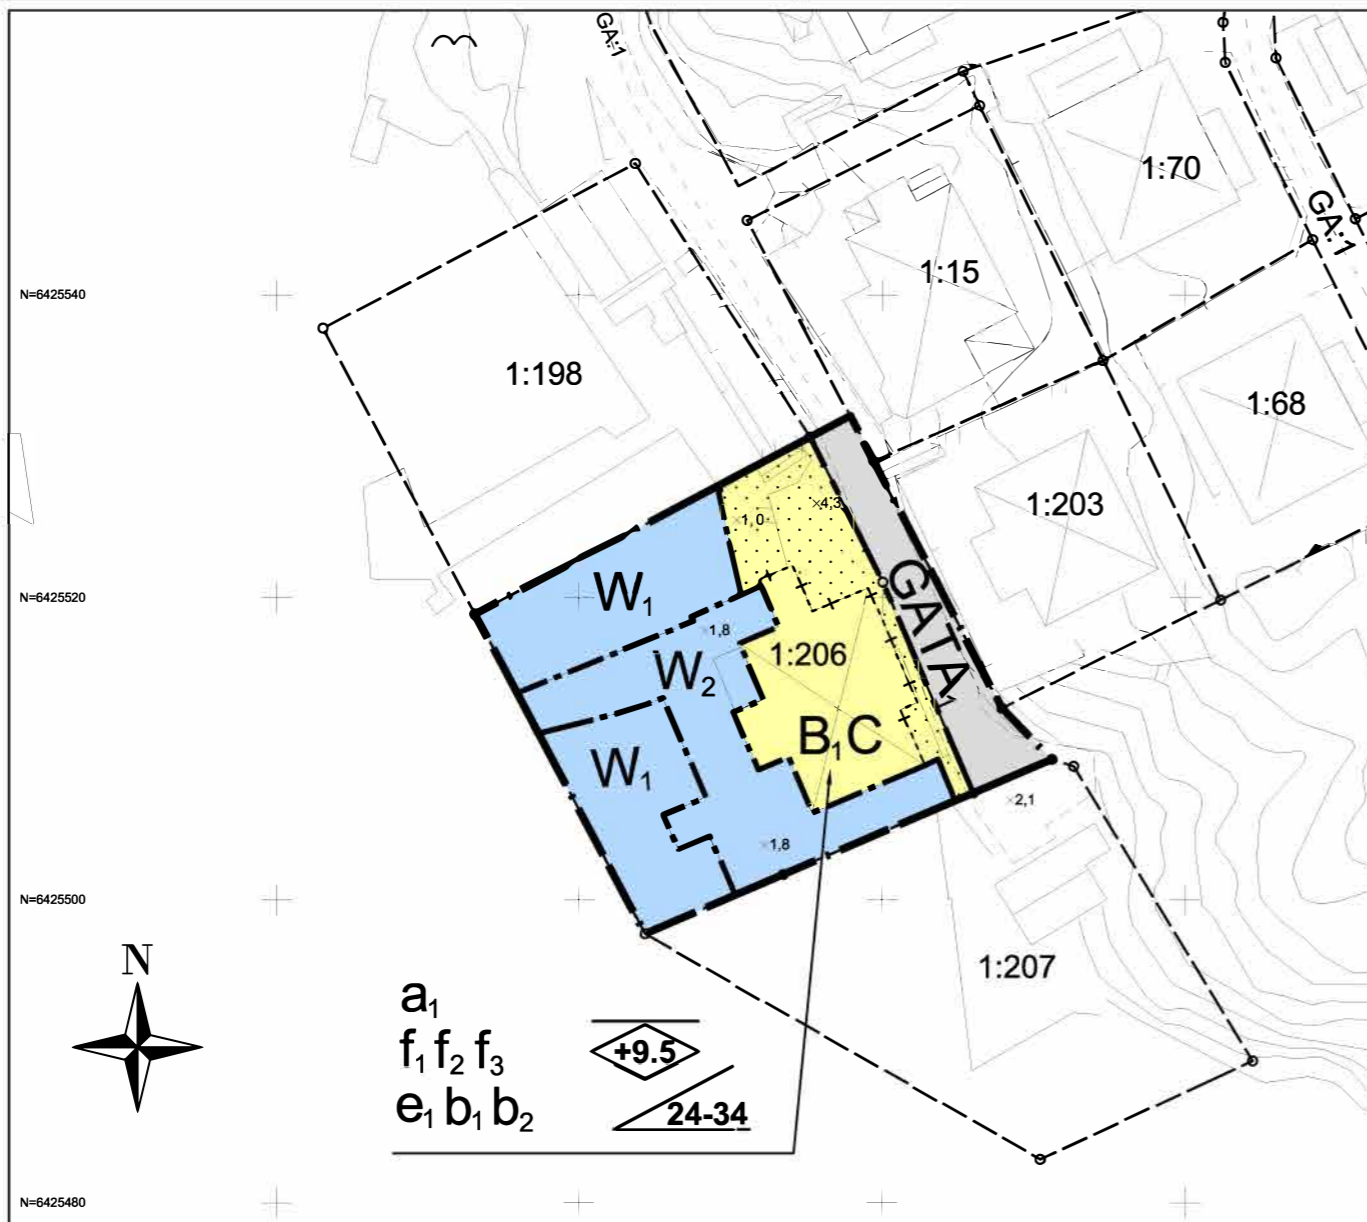 GA:1
1:70
GA:1
1:15
N=6425540
1:198
1:68
1:203
×4,3
×1,0
GATA1
N=6425520
W1
×1,8
1:206
W2
B1C
W1
×2,1
×1,8
N=6425500
1:207
N
a1
f1 f2 f3
+9.5
e1 b1 b2
24-34
N=6425480